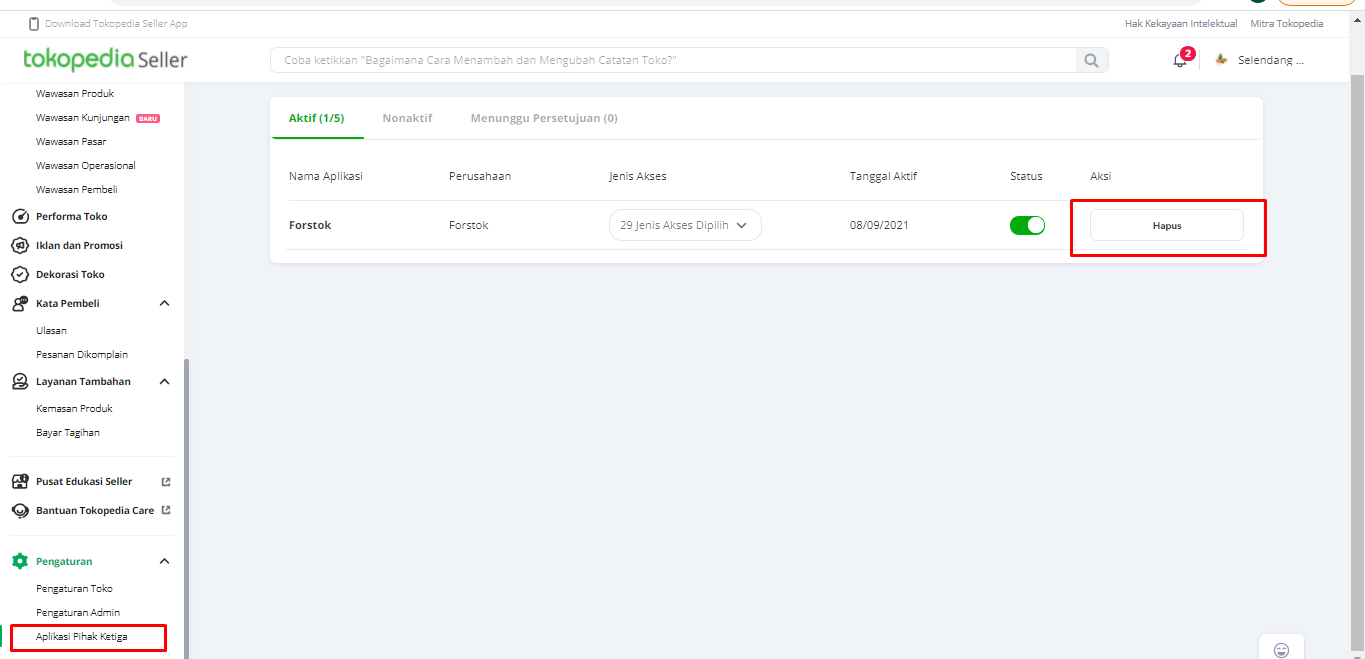 Download Tokopedia Seller App
Hak Kekayaan Intelektual Mitra Tokopedia
tokopedia Seller
Coba ketikkan "Bagaimana Cara Menambah dan Mengubah Catatan Toko?"
2
Selendang ...
Wawasan Produk
Wawasan Kunjungan BARU
Wawasan Pasar
Wawasan Operasional
Wawasan Pembeli
Performa Toko
Iklan dan Promosi
Dekorasi Toko
Kata Pembeli
Ulasan
Pesanan Dikomplain
Layanan Tambahan
Kemasan Produk
Bayar Tagihan
Pusat Edukasi Seller
Bantuan Tokopedia Care
Pengaturan
Pengaturan Toko
Pengaturan Admin
Aplikasi Pihak Ketiga
Aktif (1/5) Nonaktif Menunggu Persetujuan (0)
Nama Aplikasi Perusahaan Jenis Akses Tanggal Aktif Status Aksi
Forstok Forstok 29 Jenis Akses Dipilih 08/09/2021 Hapus